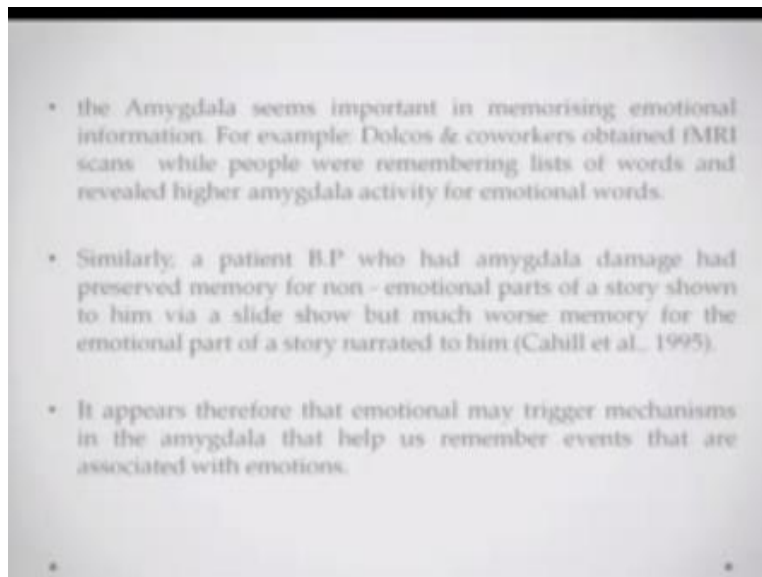 • the Amygdala seems important in memorising emotional
information. For example: Dolcos & coworkers obtained fMRI
scans while people were remembering lists of words and
revealed higher amygdala activity for emotional words.
• Similarly, a patient B.P who had amygdala damage had
preserved memory for non - emotional parts of a story shown
to him via a slide show but much worse memory for the
emotional part of a story narrated to him (Cahill et al., 1995).
• It appears therefore that emotional may trigger mechanisms
in the amygdala that help us remember events that are
associated with emotions.